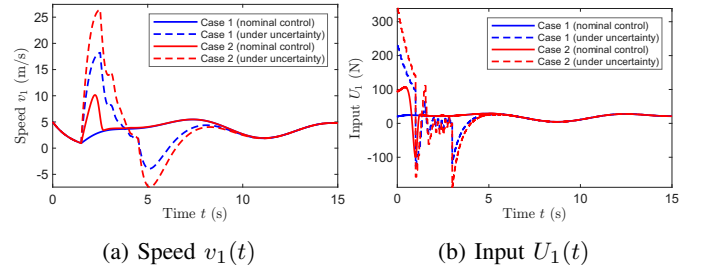 Case 1 (nominal control)
Case 1 (under uncertainty)
Case 2 (nominal control)
Case 2 (under uncertainty)
Speed v₁ (m/s)
25
20
15
10
5
0
-5
0 5 10 15
Time t (s)
(a) Speed v₁(t)
Case 1 (nominal control)
Case 1 (under uncertainty)
Case 2 (nominal control)
Case 2 (under uncertainty)
Input U₁ (N)
300
200
100
0
-100
0 5 10 15
Time t (s)
(b) Input U₁(t)